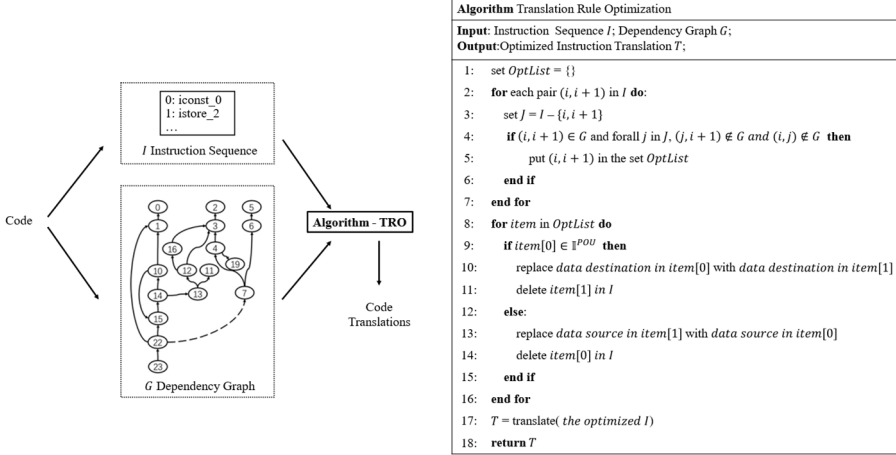 Code
0: iconst_0
1: istore_2
...
I Instruction Sequence
0
2
5
1
3
6
16
4
19
10
12
11
14
13
7
15
22
23
G Dependency Graph
Algorithm - TRO
Code
Translations
Algorithm Translation Rule Optimization
Input: Instruction Sequence I; Dependency Graph G;
Output:Optimized Instruction Translation T;
1: set OptList = {}
2: for each pair (i, i + 1) in I do:
3: set J = I − {i, i + 1}
4: if (i, i + 1) ∈ G and forall j in J, (j, i + 1) ∉ G and (i, j) ∉ G then
5: put (i, i + 1) in the set OptList
6: end if
7: end for
8: for item in OptList do
9: if item[0] ∈ 𝕀^POU then
10: replace data destination in item[0] with data destination in item[1]
11: delete item[1] in I
12: else:
13: replace data source in item[1] with data source in item[0]
14: delete item[0] in I
15: end if
16: end for
17: T = translate( the optimized I)
18: return T